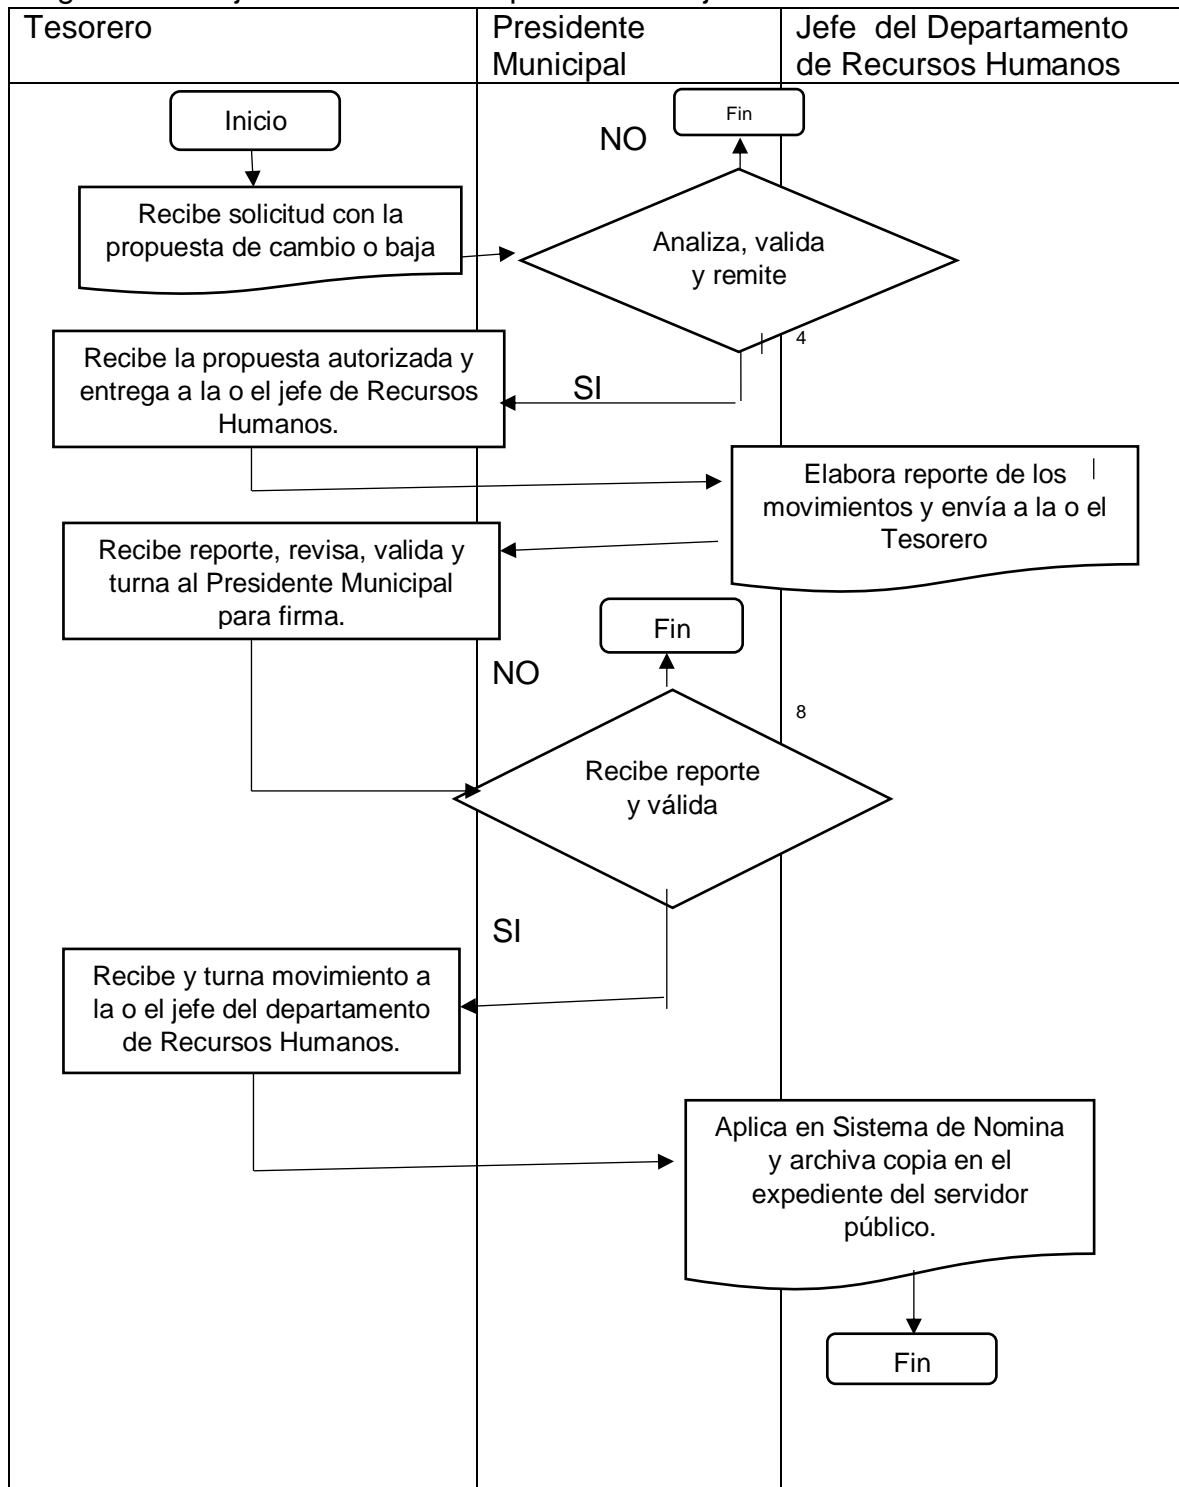 Tesorero
Presidente
Municipal
Jefe del Departamento
de Recursos Humanos
Inicio
Fin
NO
Recibe solicitud con la
propuesta de cambio o baja
Analiza, valida
y remite
4
Recibe la propuesta autorizada y
entrega a la o el jefe de Recursos
Humanos.
SI
Elabora reporte de los
movimientos y envía a la o el
Tesorero
Recibe reporte, revisa, valida y
turna al Presidente Municipal
para firma.
Fin
NO
8
Recibe reporte
y válida
SI
Recibe y turna movimiento a
la o el jefe del departamento
de Recursos Humanos.
Aplica en Sistema de Nomina
y archiva copia en el
expediente del servidor
público.
Fin